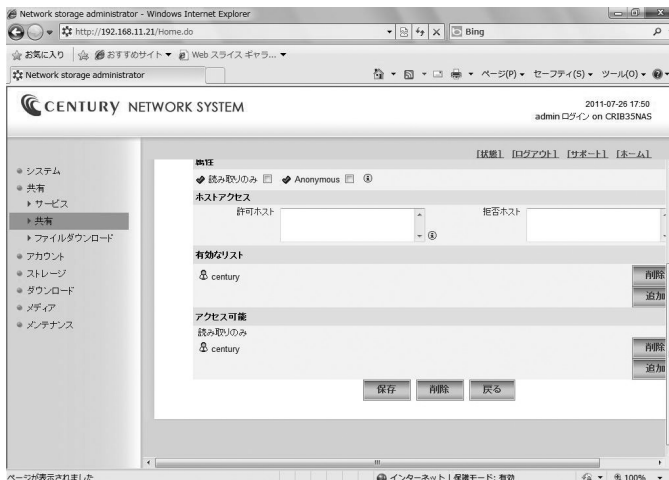 Network storage administrator - Windows Internet Explorer
http://192.168.11.21/Home.do
Bing
お気に入り
おすすめサイト
Web スライス ギャラ...
Network storage administrator
ページ(P)
セーフティ(S)
ツール(O)
CENTURY NETWORK SYSTEM
2011-07-26 17:50
admin ログイン on CRIB35NAS
[状態] [ログアウト] [サポート] [ホーム]
システム
共有
サービス
共有
ファイルダウンロード
アカウント
ストレージ
ダウンロード
メディア
メンテナンス
属性
読み取りのみ
Anonymous
ホストアクセス
許可ホスト
拒否ホスト
有効なリスト
century
削除
追加
アクセス可能
読み取りのみ
century
削除
追加
保存
削除
戻る
ページが表示されました
インターネット | 保護モード: 有効
100%